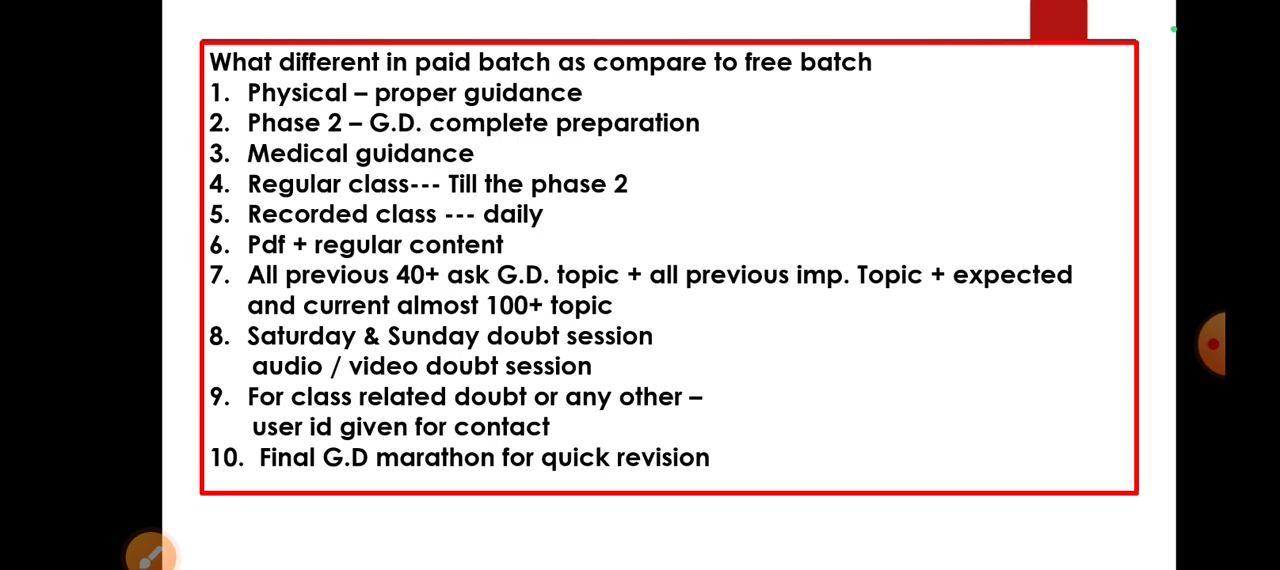 What different in paid batch as compare to free batch
1. Physical – proper guidance
2. Phase 2 – G.D. complete preparation
3. Medical guidance
4. Regular class--- Till the phase 2
5. Recorded class --- daily
6. Pdf + regular content
7. All previous 40+ ask G.D. topic + all previous imp. Topic + expected
and current almost 100+ topic
8. Saturday & Sunday doubt session
audio / video doubt session
9. For class related doubt or any other –
user id given for contact
10. Final G.D marathon for quick revision